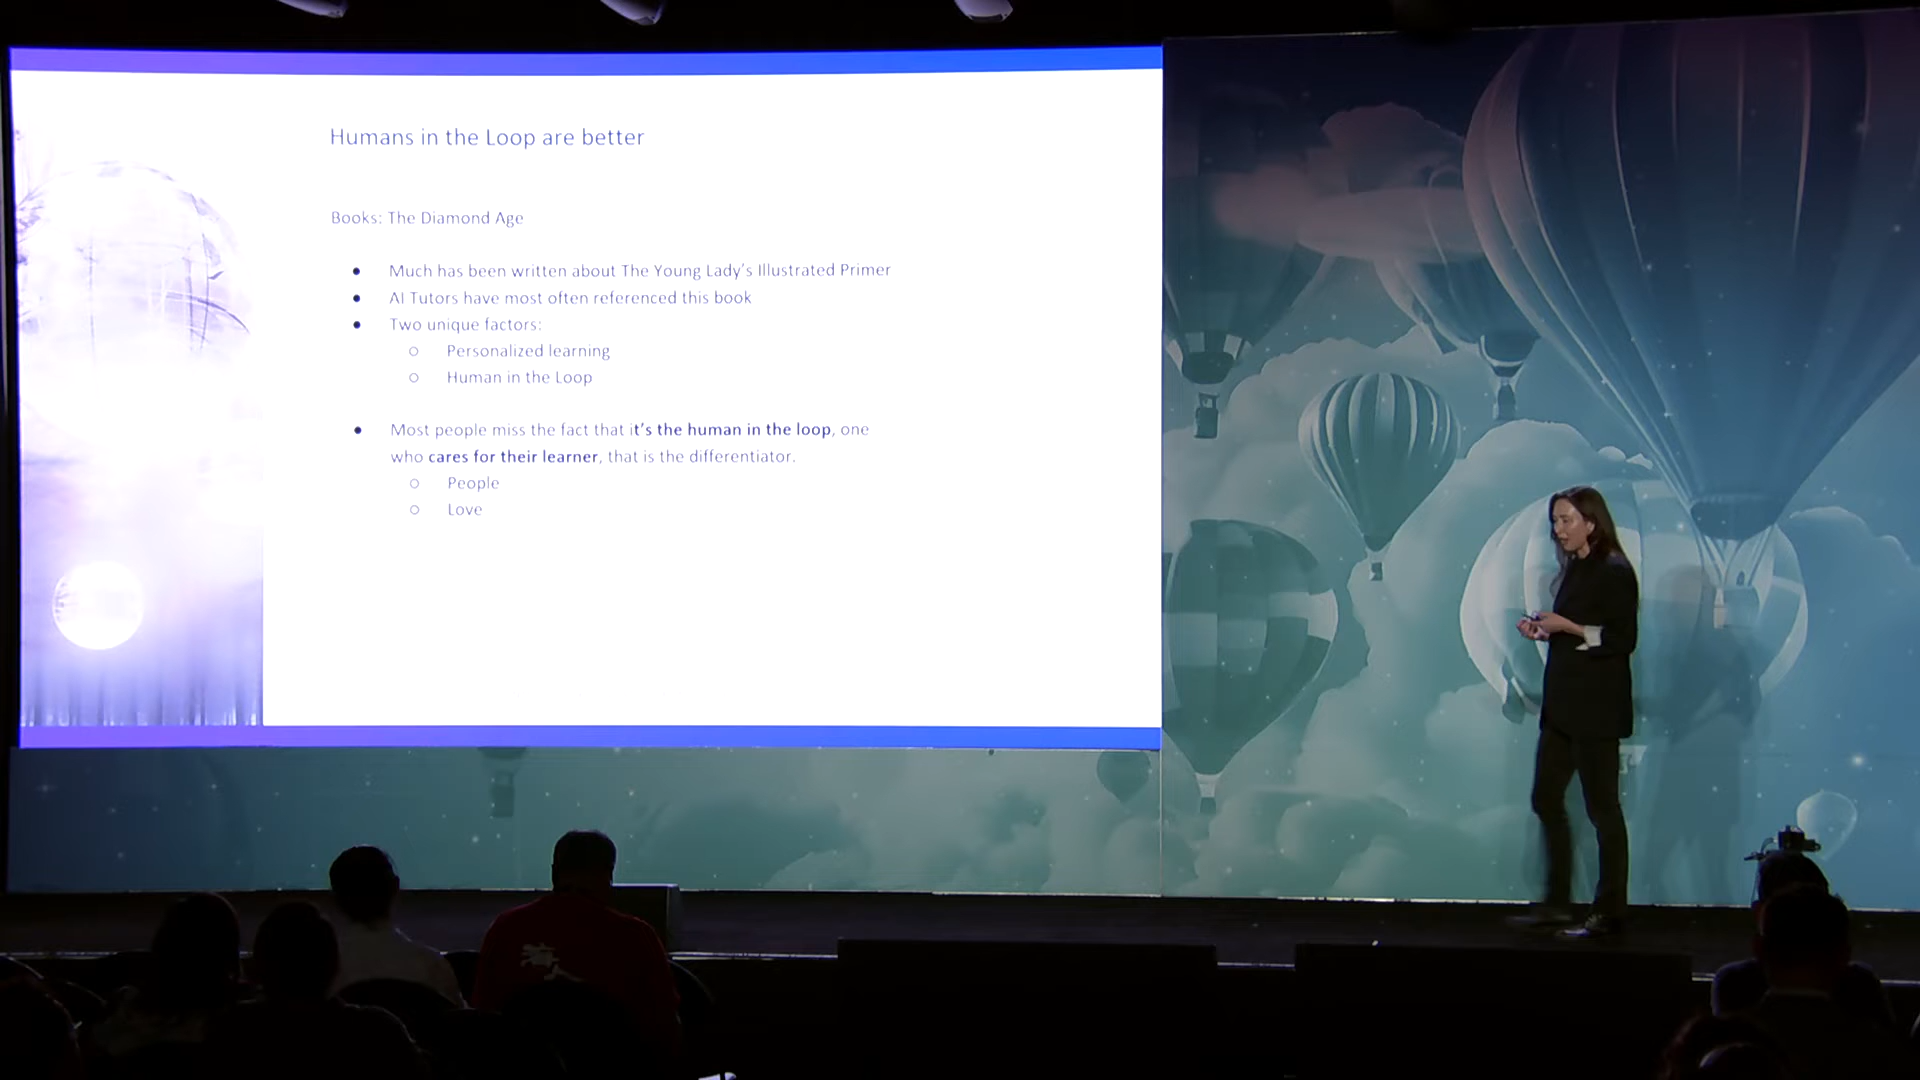 Humans in the Loop are better
Books: The Diamond Age
● Much has been written about The Young Lady's Illustrated Primer
● AI Tutors have most often referenced this book
● Two unique factors:
○ Personalized learning
○ Human in the Loop
● Most people miss the fact that it's the human in the loop, one
who cares for their learner, that is the differentiator.
○ People
○ Love
海人